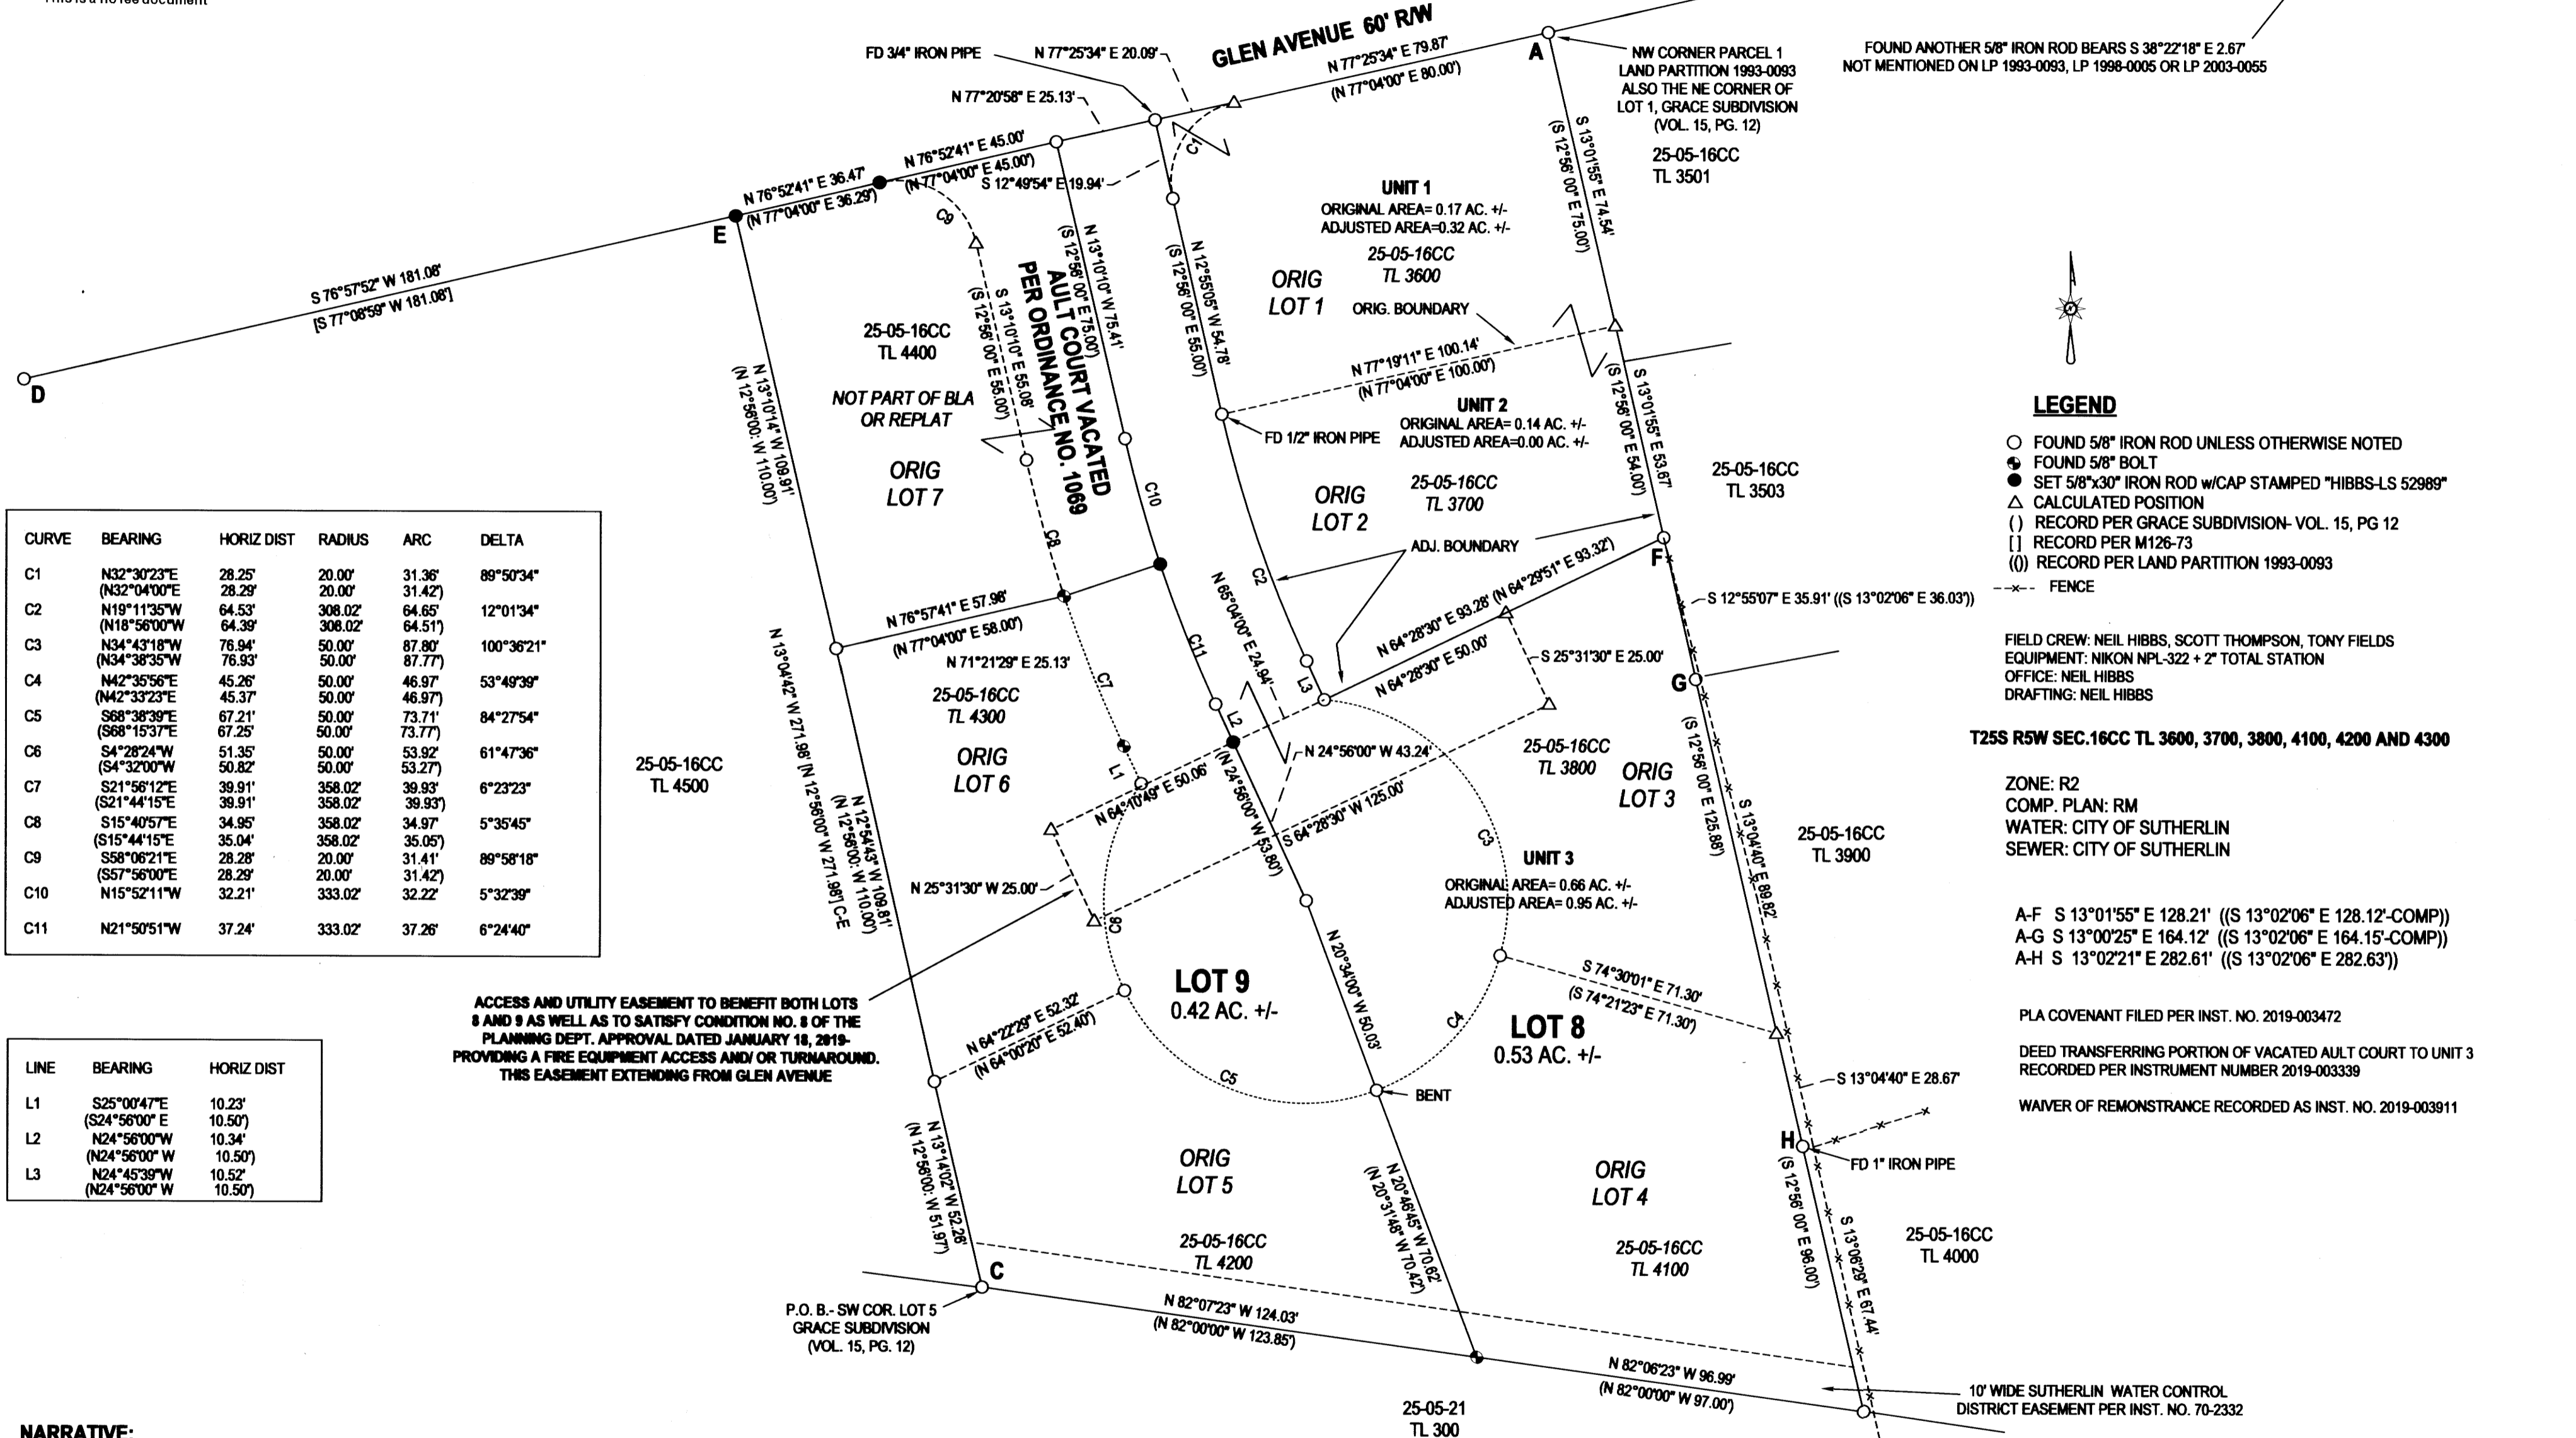 This is a no fee document
GLEN AVENUE 60' R/W
FD 3/4" IRON PIPE
N 77°25'34" E 20.09'
N 77°20'58" E 25.13'
N 77°25'34" E 79.87'
(N 77°04'00" E 80.00')
A
NW CORNER PARCEL 1
LAND PARTITION 1993-0093
ALSO THE NE CORNER OF
LOT 1, GRACE SUBDIVISION
(VOL. 15, PG. 12)
25-05-16CC
TL 3501
FOUND ANOTHER 5/8" IRON ROD BEARS S 38°22'18" E 2.67'
NOT MENTIONED ON LP 1993-0093, LP 1998-0005 OR LP 2003-0055
N 76°52'41" E 45.00'
(N 77°04'00" E 45.00')
S 12°49'54" E 19.94'
C1
N 76°52'41" E 36.47'
(N 77°04'00" E 36.29')
E
C9
S 76°57'52" W 181.08'
[S 77°08'59" W 181.08']
D
UNIT 1
ORIGINAL AREA= 0.17 AC. +/-
ADJUSTED AREA=0.32 AC. +/-
25-05-16CC
TL 3600
ORIG
LOT 1
ORIG. BOUNDARY
S 13°01'55" E 74.54'
(S 12°56' 00" E 75.00')
N 12°55'05" W 54.78'
(S 12°56' 00" E 55.00')
N 13°10'10" W 75.41'
(S 12°56' 00" E 75.00')
AULT COURT VACATED
PER ORDINANCE NO. 1069
S 13°10'10" E 55.08'
(S 12°56' 00" E 55.00')
25-05-16CC
TL 4400
NOT PART OF BLA
OR REPLAT
ORIG
LOT 7
N 13°10'14" W 109.91'
(N 12°56'00: W 110.00')
N 77°19'11" E 100.14'
(N 77°04'00" E 100.00')
FD 1/2" IRON PIPE
UNIT 2
ORIGINAL AREA= 0.14 AC. +/-
ADJUSTED AREA=0.00 AC. +/-
25-05-16CC
TL 3700
ORIG
LOT 2
S 13°01'55" E 53.67'
(S 12°56' 00" E 54.00')
25-05-16CC
TL 3503
ADJ. BOUNDARY
C10
C8
C2
F
LEGEND
FOUND 5/8" IRON ROD UNLESS OTHERWISE NOTED
FOUND 5/8" BOLT
SET 5/8"x30" IRON ROD w/CAP STAMPED "HIBBS-LS 52989"
CALCULATED POSITION
( ) RECORD PER GRACE SUBDIVISION- VOL. 15, PG 12
[ ] RECORD PER M126-73
(()) RECORD PER LAND PARTITION 1993-0093
--x-- FENCE
CURVE BEARING HORIZ DIST RADIUS ARC DELTA
C1 N32°30'23"E 28.25' 20.00' 31.36' 89°50'34"
(N32°04'00"E 28.29' 20.00' 31.42')
C2 N19°11'35"W 64.53' 308.02' 64.65' 12°01'34"
(N18°56'00"W 64.39' 308.02' 64.51')
C3 N34°43'18"W 76.94' 50.00' 87.80' 100°36'21"
(N34°38'35"W 76.93' 50.00' 87.77')
C4 N42°35'56"E 45.26' 50.00' 46.97' 53°49'39"
(N42°33'23"E 45.37' 50.00' 46.97')
C5 S68°38'39"E 67.21' 50.00' 73.71' 84°27'54"
(S68°15'37"E 67.25' 50.00' 73.77')
C6 S4°28'24"W 51.35' 50.00' 53.92' 61°47'36"
(S4°32'00"W 50.82' 50.00' 53.27')
C7 S21°56'12"E 39.91' 358.02' 39.93' 6°23'23"
(S21°44'15"E 39.91' 358.02' 39.93')
C8 S15°40'57"E 34.95' 358.02' 34.97' 5°35'45"
(S15°44'15"E 35.04' 358.02' 35.05')
C9 S58°06'21"E 28.28' 20.00' 31.41' 89°58'18"
(S57°56'00"E 28.29' 20.00' 31.42')
C10 N15°52'11"W 32.21' 333.02' 32.22' 5°32'39"
C11 N21°50'51"W 37.24' 333.02' 37.26' 6°24'40"
N 76°57'41" E 57.98'
(N 77°04'00" E 58.00')
N 71°21'29" E 25.13'
C7
C11
N 65°04'00" E 24.94'
L3
N 64°28'30" E 93.28' (N 64°29'51" E 93.32')
N 64°28'30" E 50.00'
S 25°31'30" E 25.00'
S 12°55'07" E 35.91' ((S 13°02'06" E 36.03'))
G
FIELD CREW: NEIL HIBBS, SCOTT THOMPSON, TONY FIELDS
EQUIPMENT: NIKON NPL-322 + 2" TOTAL STATION
OFFICE: NEIL HIBBS
DRAFTING: NEIL HIBBS
T25S R5W SEC.16CC TL 3600, 3700, 3800, 4100, 4200 AND 4300
ZONE: R2
COMP. PLAN: RM
WATER: CITY OF SUTHERLIN
SEWER: CITY OF SUTHERLIN
25-05-16CC
TL 4300
ORIG
LOT 6
25-05-16CC
TL 4500
N 13°04'42" W 271.98' [N 12°56'00" W 271.98'] C-E
N 12°54'43" W 109.81'
(N 12°56'00: W 110.00')
L1
L2
N 64°10'49" E 50.06'
(N 24°56'00" W 53.80')
N 24°56'00" W 43.24'
S 64°28'30" W 125.00'
25-05-16CC
TL 3800
ORIG
LOT 3
C3
(S 12°56' 00" E 125.88')
S 13°04'40" E 89.82'
25-05-16CC
TL 3900
N 25°31'30" W 25.00'
C6
UNIT 3
ORIGINAL AREA= 0.66 AC. +/-
ADJUSTED AREA= 0.95 AC. +/-
A-F S 13°01'55" E 128.21' ((S 13°02'06" E 128.12'-COMP))
A-G S 13°00'25" E 164.12' ((S 13°02'06" E 164.15'-COMP))
A-H S 13°02'21" E 282.61' ((S 13°02'06" E 282.63'))
LOT 9
0.42 AC. +/-
N 20°34'00" W 50.03'
S 74°30'01" E 71.30'
(S 74°21'23" E 71.30')
C4
LOT 8
0.53 AC. +/-
ACCESS AND UTILITY EASEMENT TO BENEFIT BOTH LOTS
8 AND 9 AS WELL AS TO SATISFY CONDITION NO. 8 OF THE
PLANNING DEPT. APPROVAL DATED JANUARY 18, 2019-
PROVIDING A FIRE EQUIPMENT ACCESS AND/ OR TURNAROUND.
THIS EASEMENT EXTENDING FROM GLEN AVENUE
N 64°22'29" E 52.32'
(N 64°00'20" E 52.40')
C5
BENT
PLA COVENANT FILED PER INST. NO. 2019-003472
DEED TRANSFERRING PORTION OF VACATED AULT COURT TO UNIT 3
RECORDED PER INSTRUMENT NUMBER 2019-003339
WAIVER OF REMONSTRANCE RECORDED AS INST. NO. 2019-003911
S 13°04'40" E 28.67'
H
FD 1" IRON PIPE
LINE BEARING HORIZ DIST
L1 S25°00'47"E 10.23'
(S24°56'00" E 10.50')
L2 N24°56'00"W 10.34'
(N24°56'00" W 10.50')
L3 N24°45'39"W 10.52'
(N24°56'00" W 10.50')
N 13°14'02" W 52.26'
(N 12°56'00: W 51.97')
ORIG
LOT 5
25-05-16CC
TL 4200
N 20°46'45" W 70.62'
(N 20°31'48" W 70.42')
ORIG
LOT 4
25-05-16CC
TL 4100
(S 12°56' 00" E 96.00')
S 13°06'29" E 67.44'
25-05-16CC
TL 4000
C
P.O. B.- SW COR. LOT 5
GRACE SUBDIVISION
(VOL. 15, PG. 12)
N 82°07'23" W 124.03'
(N 82°00'00" W 123.85')
N 82°06'23" W 96.99'
(N 82°00'00" W 97.00')
10' WIDE SUTHERLIN WATER CONTROL
DISTRICT EASEMENT PER INST. NO. 70-2332
25-05-21
TL 300
NARRATIVE: